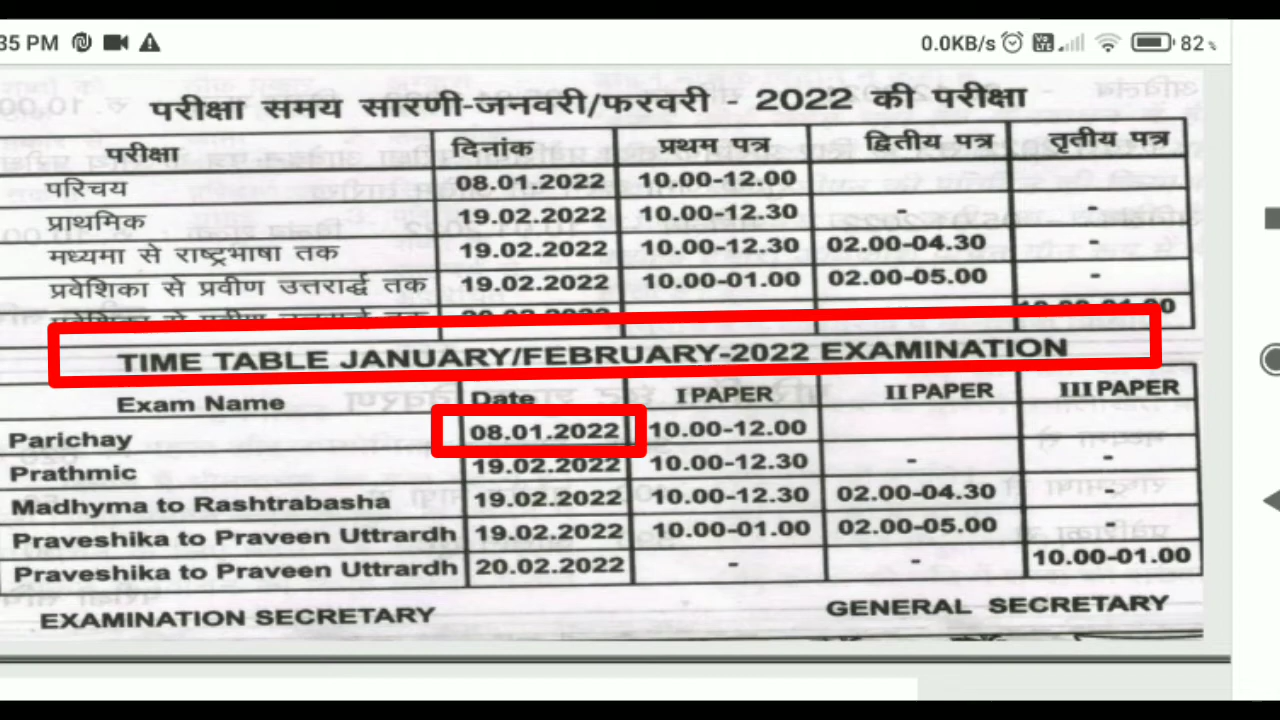 35 PM 0.0KB/s Vo LTE 82
परीक्षा समय सारणी-जनवरी/फरवरी - 2022 की परीक्षा
परीक्षा दिनांक प्रथम पत्र द्वितीय पत्र तृतीय पत्र
परिचय 08.01.2022 10.00-12.00
प्राथमिक 19.02.2022 10.00-12.30 - -
मध्यमा से राष्ट्रभाषा तक 19.02.2022 10.00-12.30 02.00-04.30 -
प्रवेशिका से प्रवीण उत्तरार्द्ध तक 19.02.2022 10.00-01.00 02.00-05.00 -
TIME TABLE JANUARY/FEBRUARY-2022 EXAMINATION
Exam Name Date I PAPER II PAPER III PAPER
Parichay 08.01.2022 10.00-12.00
Prathmic 19.02.2022 10.00-12.30 - -
Madhyma to Rashtrabasha 19.02.2022 10.00-12.30 02.00-04.30 -
Praveshika to Praveen Uttrardh 19.02.2022 10.00-01.00 02.00-05.00 -
Praveshika to Praveen Uttrardh 20.02.2022 - - 10.00-01.00
EXAMINATION SECRETARY GENERAL SECRETARY